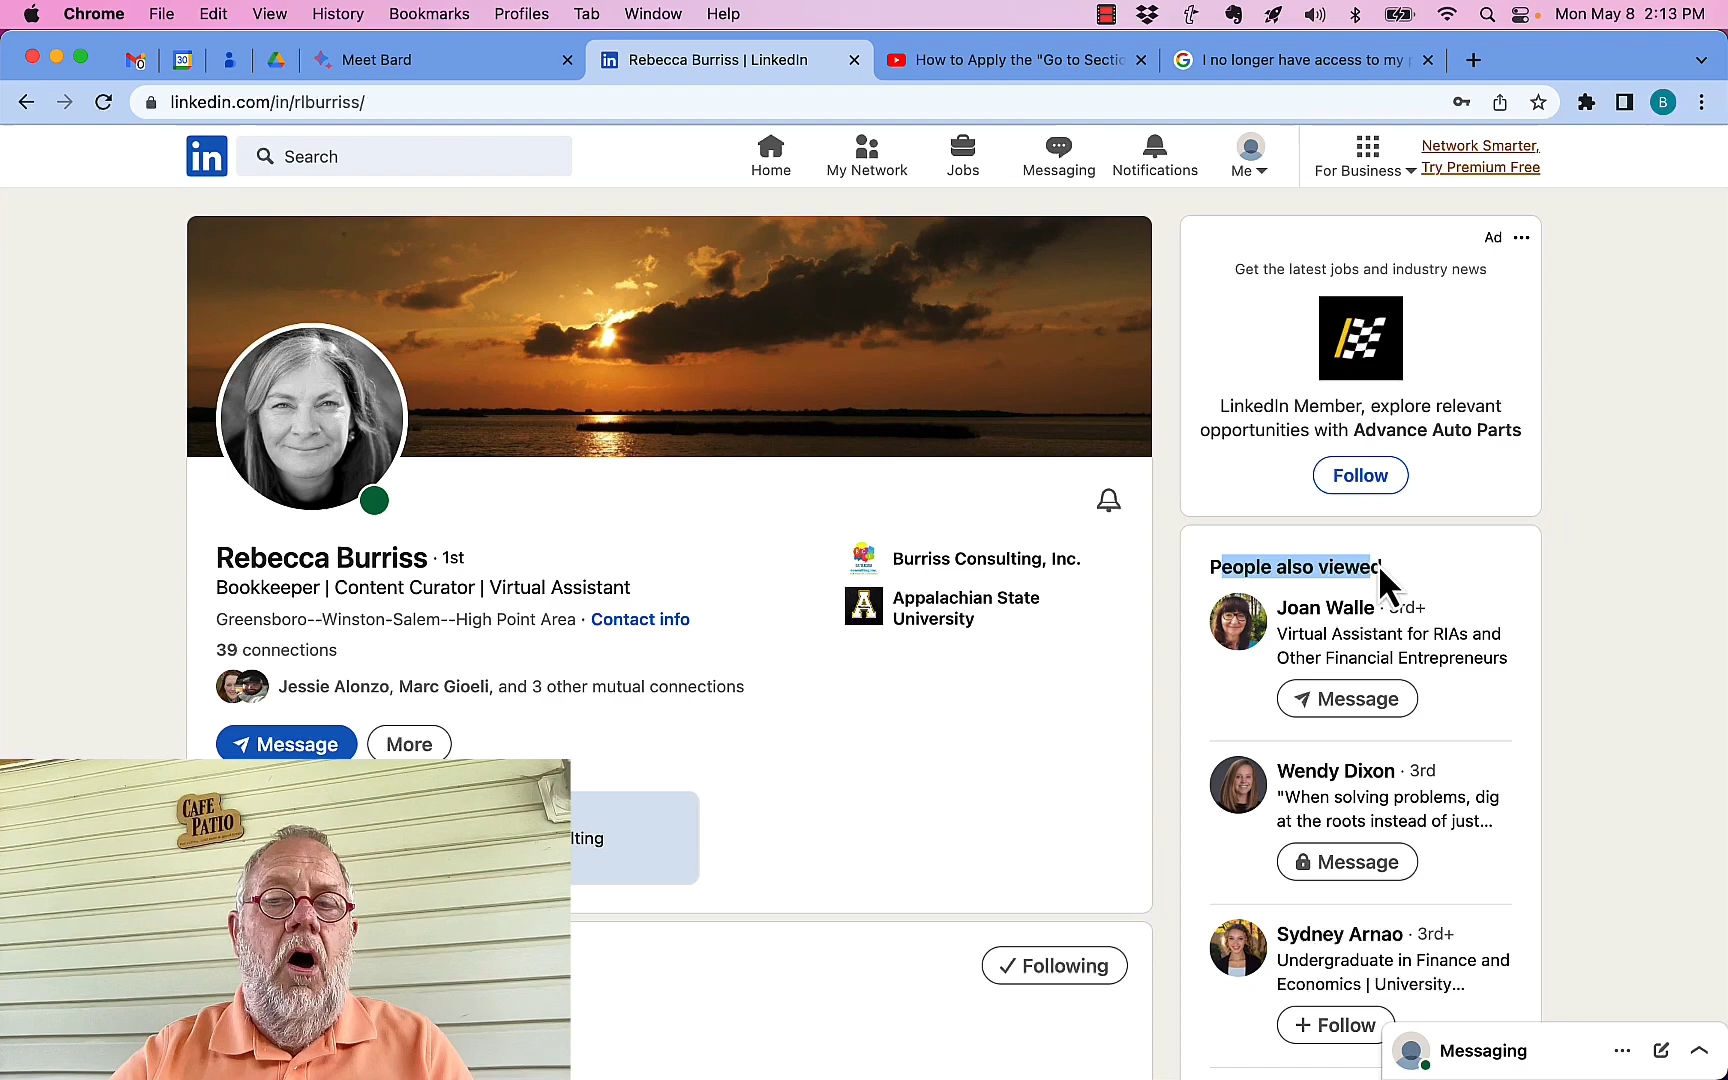 Chrome File Edit View History Bookmarks Profiles Tab Window Help Mon May 8 2:13 PM
30 Meet Bard Rebecca Burriss | LinkedIn How to Apply the "Go to Sectio I no longer have access to my
linkedin.com/in/rlburriss/ B
in Search Home My Network Jobs Messaging Notifications Me For Business Network Smarter,
Try Premium Free
Ad
Get the latest jobs and industry news
LinkedIn Member, explore relevant
opportunities with Advance Auto Parts
Follow
Rebecca Burriss · 1st
Bookkeeper | Content Curator | Virtual Assistant
Greensboro--Winston-Salem--High Point Area · Contact info
39 connections
Jessie Alonzo, Marc Gioeli, and 3 other mutual connections
Message More
Burriss Consulting, Inc.
A
Appalachian State
University
lting
Following
CAFE
PATIO
People also viewed
Joan Walle · 3rd+
Virtual Assistant for RIAs and
Other Financial Entrepreneurs
Message
Wendy Dixon · 3rd
"When solving problems, dig
at the roots instead of just...
Message
Sydney Arnao · 3rd+
Undergraduate in Finance and
Economics | University...
+ Follow
Messaging